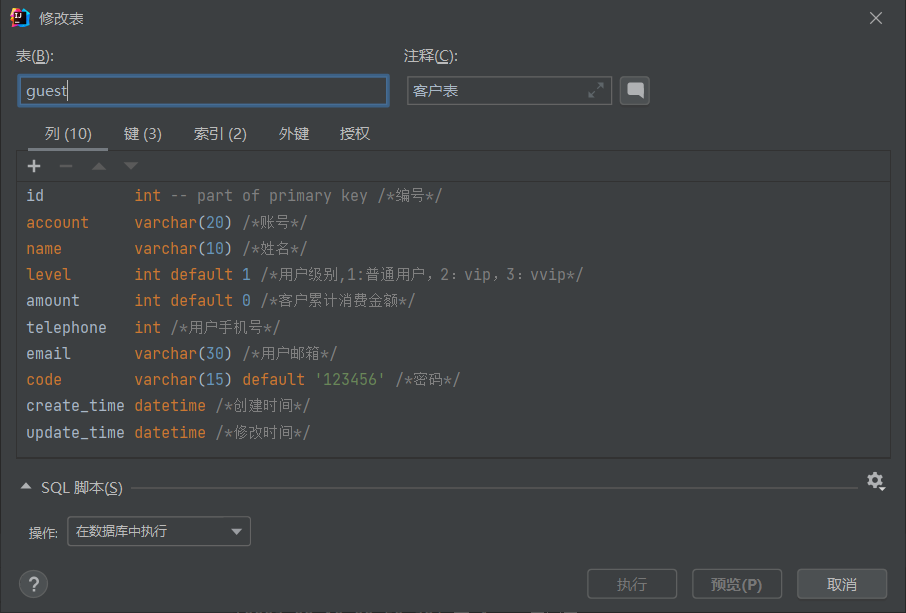 修改表
表(B): 注释(C):
guest 客户表
列 (10) 键 (3) 索引 (2) 外键 授权
id int -- part of primary key /*编号*/
account varchar(20) /*账号*/
name varchar(10) /*姓名*/
level int default 1 /*用户级别,1:普通用户，2：vip，3：vvip*/
amount int default 0 /*客户累计消费金额*/
telephone int /*用户手机号*/
email varchar(30) /*用户邮箱*/
code varchar(15) default '123456' /*密码*/
create_time datetime /*创建时间*/
update_time datetime /*修改时间*/
SQL 脚本(S)
操作: 在数据库中执行
? 执行 预览(P) 取消